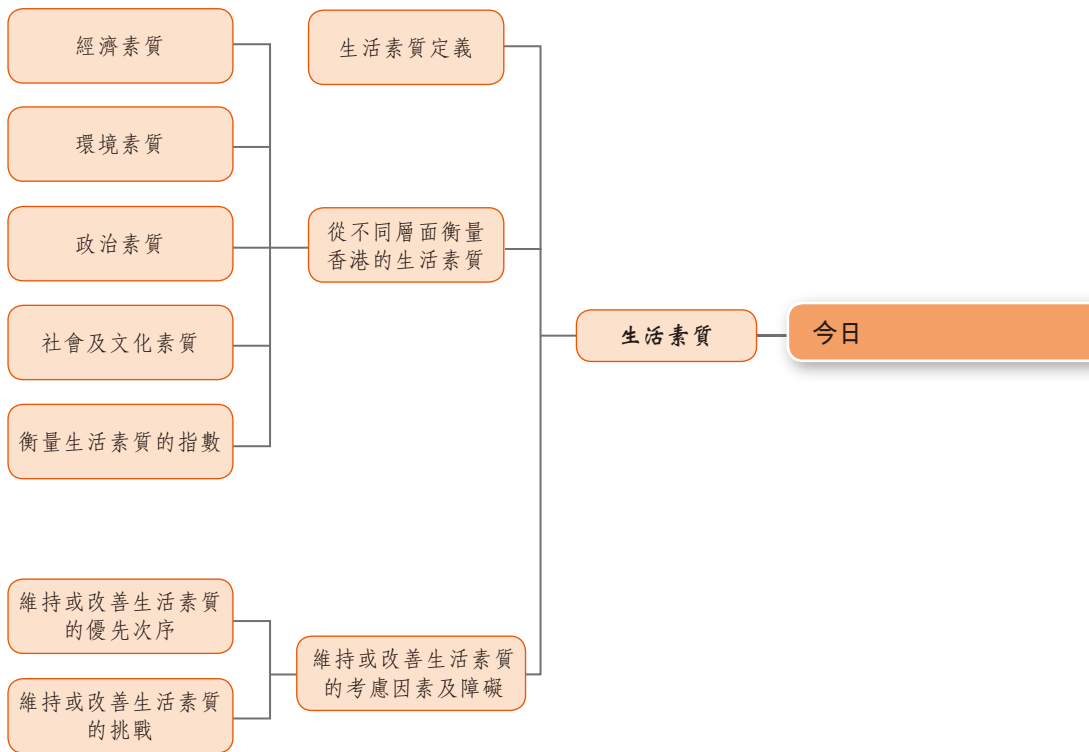 經濟素質
環境素質
政治素質
社會及文化素質
衡量生活素質的指數
維持或改善生活素質
的優先次序
維持或改善生活素質
的挑戰
生活素質定義
從不同層面衡量
香港的生活素質
維持或改善生活素質
的考慮因素及障礙
生活素質
今日